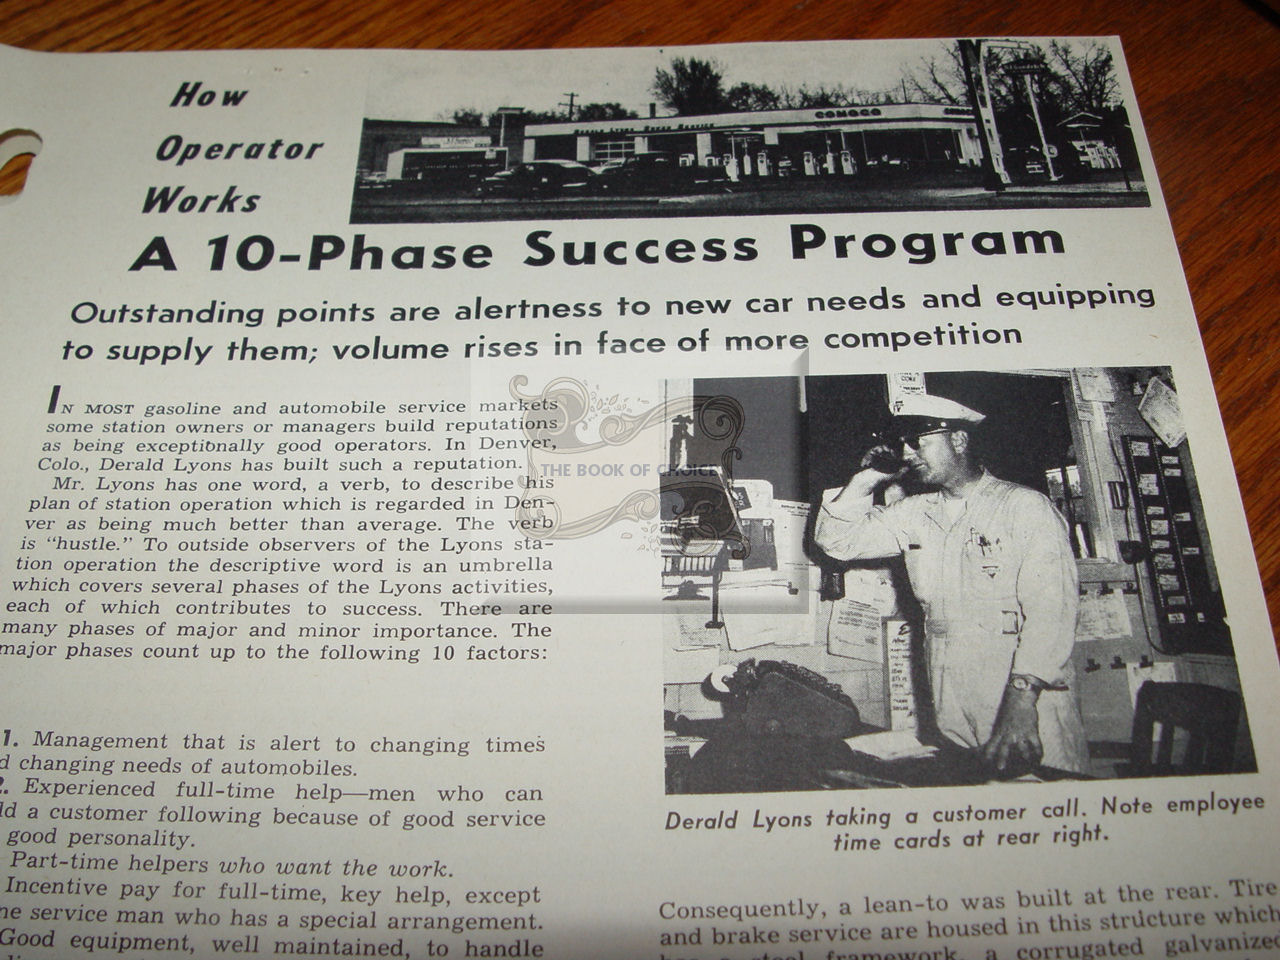 How
Operator
Works
CONOCO
A 10-Phase Success Program
Outstanding points are alertness to new car needs and equipping
to supply them; volume rises in face of more competition
IN MOST gasoline and automobile service markets
some station owners or managers build reputations
as being exceptionally good operators. In Denver,
Colo., Derald Lyons has built such a reputation.
Mr. Lyons has one word, a verb, to describe his
plan of station operation which is regarded in Den-
ver as being much better than average. The verb
is "hustle." To outside observers of the Lyons sta-
tion operation the descriptive word is an umbrella
which covers several phases of the Lyons activities,
each of which contributes to success. There are
many phases of major and minor importance. The
major phases count up to the following 10 factors:
1. Management that is alert to changing times
changing needs of automobiles.
Experienced full-time help—men who can
a customer following because of good service
good personality.
Part-time helpers who want the work.
Incentive pay for full-time, key help, except
service man who has a special arrangement.
Good equipment, well maintained, to handle
THE BOOK OF CHOICE
Derald Lyons taking a customer call. Note employee
time cards at rear right.
Consequently, a lean-to was built at the rear. Tire
and brake service are housed in this structure which
has a steel framework, a corrugated galvanized